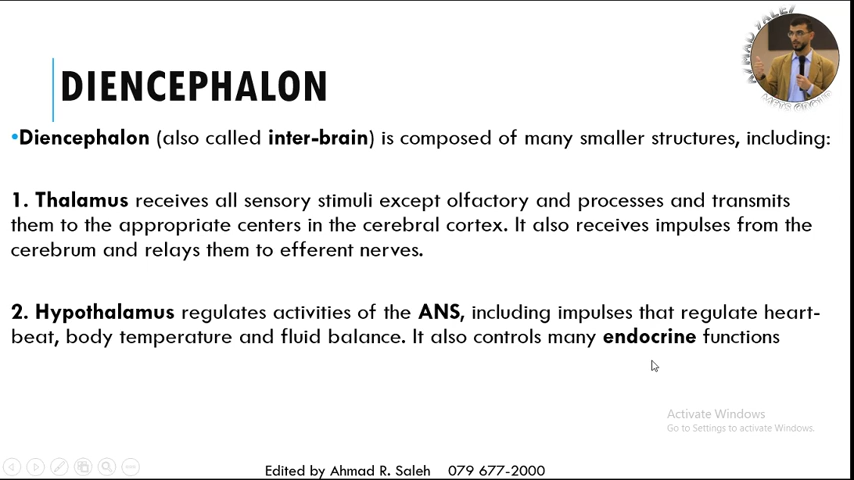 DIENCEPHALON
•Diencephalon (also called inter-brain) is composed of many smaller structures, including:
1. Thalamus receives all sensory stimuli except olfactory and processes and transmits
them to the appropriate centers in the cerebral cortex. It also receives impulses from the
cerebrum and relays them to efferent nerves.
2. Hypothalamus regulates activities of the ANS, including impulses that regulate heart-
beat, body temperature and fluid balance. It also controls many endocrine functions
Activate Windows
Go to Settings to activate Windows.
Edited by Ahmad R. Saleh 079 677-2000